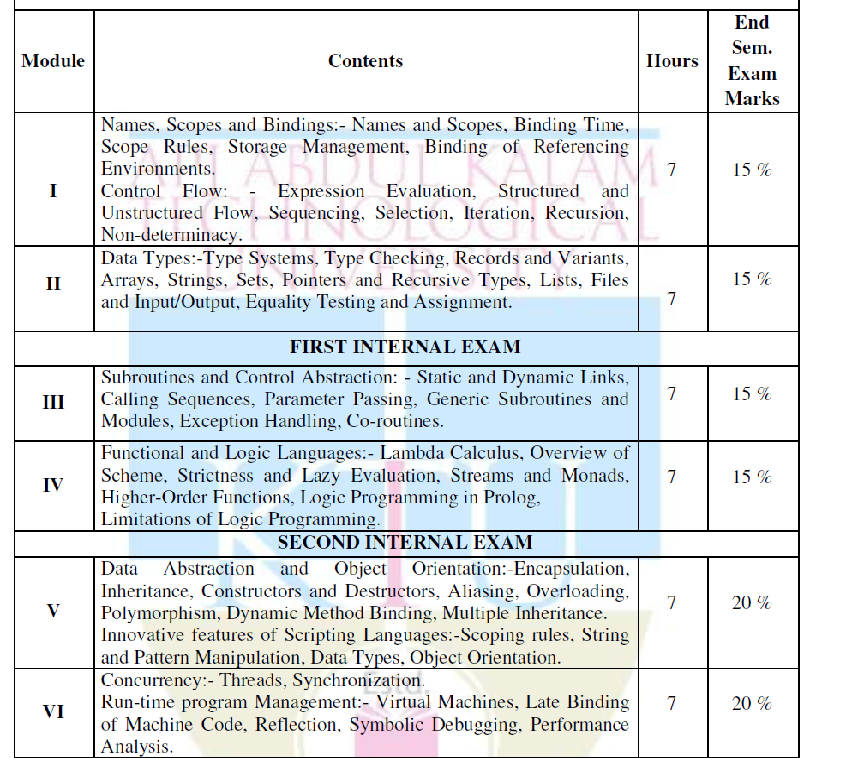 Module
Contents
Hours
End
Sem.
Exam
Marks
I
Names, Scopes and Bindings:- Names and Scopes, Binding Time,
Scope Rules, Storage Management, Binding of Referencing
Environments.
Control Flow: - Expression Evaluation, Structured and
Unstructured Flow, Sequencing, Selection, Iteration, Recursion,
Non-determinacy.
7
15 %
II
Data Types:-Type Systems, Type Checking, Records and Variants,
Arrays, Strings, Sets, Pointers and Recursive Types, Lists, Files
and Input/Output, Equality Testing and Assignment.
7
15 %
FIRST INTERNAL EXAM
III
Subroutines and Control Abstraction: - Static and Dynamic Links,
Calling Sequences, Parameter Passing, Generic Subroutines and
Modules, Exception Handling, Co-routines.
7
15 %
IV
Functional and Logic Languages:- Lambda Calculus, Overview of
Scheme, Strictness and Lazy Evaluation, Streams and Monads,
Higher-Order Functions, Logic Programming in Prolog,
Limitations of Logic Programming.
7
15 %
SECOND INTERNAL EXAM
V
Data Abstraction and Object Orientation:-Encapsulation,
Inheritance, Constructors and Destructors, Aliasing, Overloading,
Polymorphism, Dynamic Method Binding, Multiple Inheritance.
Innovative features of Scripting Languages:-Scoping rules, String
and Pattern Manipulation, Data Types, Object Orientation.
7
20 %
VI
Concurrency:- Threads, Synchronization.
Run-time program Management:- Virtual Machines, Late Binding
of Machine Code, Reflection, Symbolic Debugging, Performance
Analysis.
7
20 %
API ABDUL KALAM
TECHNOLOGICAL
UNIVERSITY
KTU
Estd.